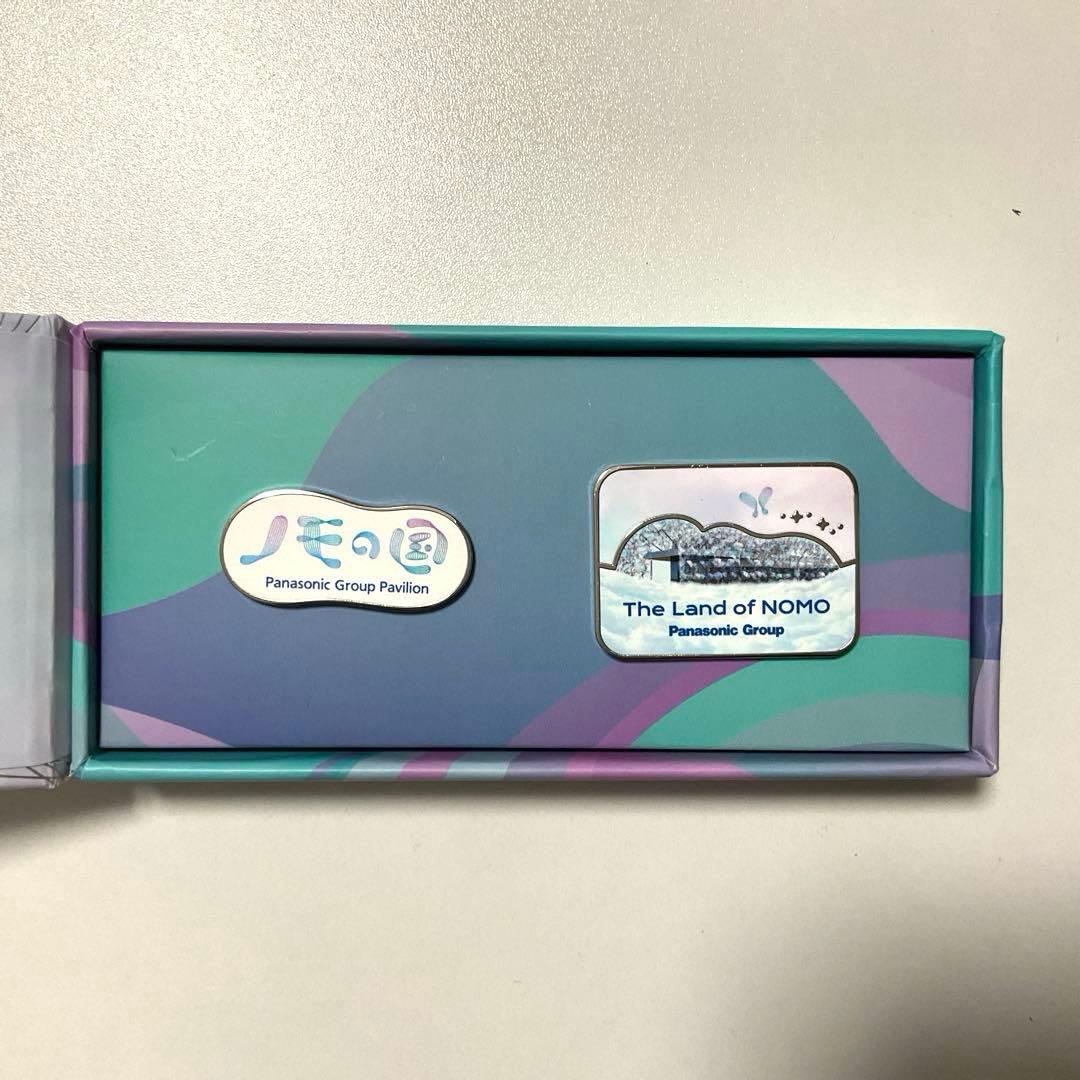 ノモの国
Panasonic Group Pavilion
The Land of NOMO
Panasonic Group